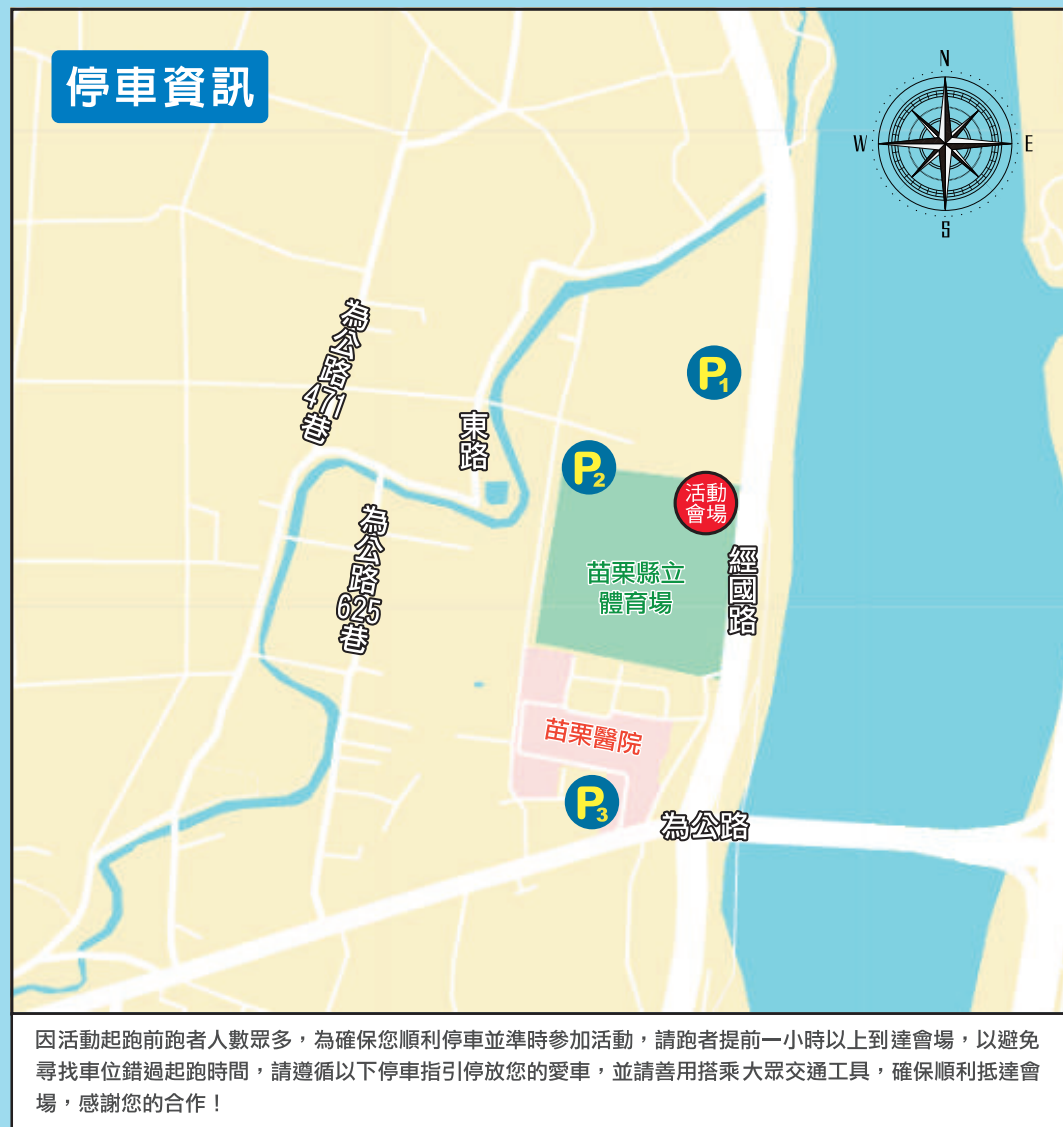 停車資訊
N
W
E
S
為公路471巷
P1
東路
P2
活動
會場
為公路625巷
經國路
苗栗縣立
體育場
苗栗醫院
P3
為公路
因活動起跑前跑者人數眾多，為確保您順利停車並準時參加活動，請跑者提前一小時以上到達會場，以避免
尋找車位錯過起跑時間，請遵循以下停車指引停放您的愛車，並請善用搭乘大眾交通工具，確保順利抵達會
場，感謝您的合作！